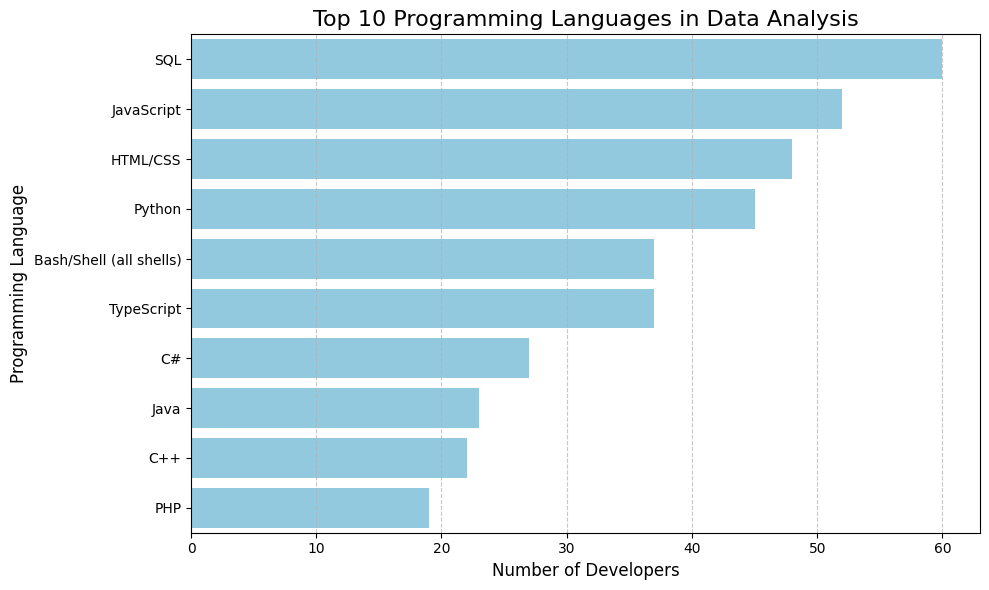 Top 10 Programming Languages in Data Analysis
Programming Language
SQL
JavaScript
HTML/CSS
Python
Bash/Shell (all shells)
TypeScript
C#
Java
C++
PHP
0 10 20 30 40 50 60
Number of Developers